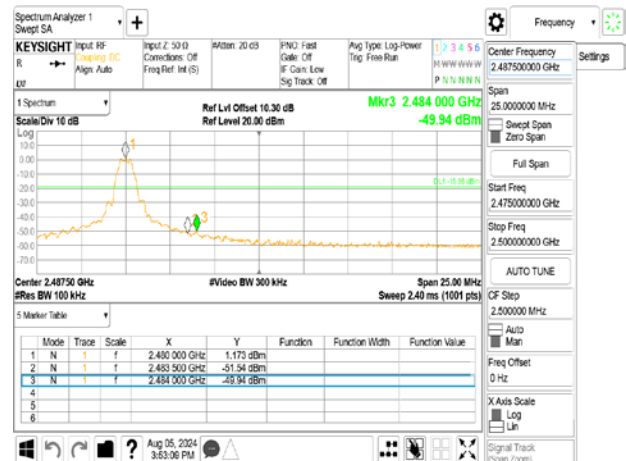 Spectrum Analyzer 1
Swept SA
Frequency
KEYSIGHT
R
Input: RF
Coupling: DC
Align: Auto
Input Z: 50 Ω
Corrections: Off
Freq Ref: Int (S)
#Atten: 20 dB
PNO: Fast
Gate: Off
IF Gain: Low
Sig Track: Off
Avg Type: Log-Power
Trig: Free Run
1 2 3 4 5 6
M W W W W W
P N N N N N
1 Spectrum
Scale/Div 10 dB
Ref Lvl Offset 10.30 dB
Ref Level 20.00 dBm
Mkr3 2.484 000 GHz
-49.94 dBm
Log
10.0
0.00
-10.0
-20.0
-30.0
-40.0
-50.0
-60.0
-70.0
1
3
Center 2.48750 GHz
#Res BW 100 kHz
#Video BW 300 kHz
Span 25.00 MHz
Sweep 2.40 ms (1001 pts)
5 Marker Table
Mode Trace Scale X Y Function Function Width Function Value
1 N 1 f 2.480 000 GHz 1.173 dBm
2 N 1 f 2.483 500 GHz -51.54 dBm
3 N 1 f 2.484 000 GHz -49.94 dBm
4
5
6
Aug 05, 2024
3:53:09 PM
Center Frequency
2.487500000 GHz
Settings
Span
25.0000000 MHz
Swept Span
Zero Span
Full Span
Start Freq
2.475000000 GHz
Stop Freq
2.500000000 GHz
AUTO TUNE
CF Step
2.500000 MHz
Auto
Man
Freq Offset
0 Hz
X Axis Scale
Log
Lin
Signal Track
(Span Zoom)